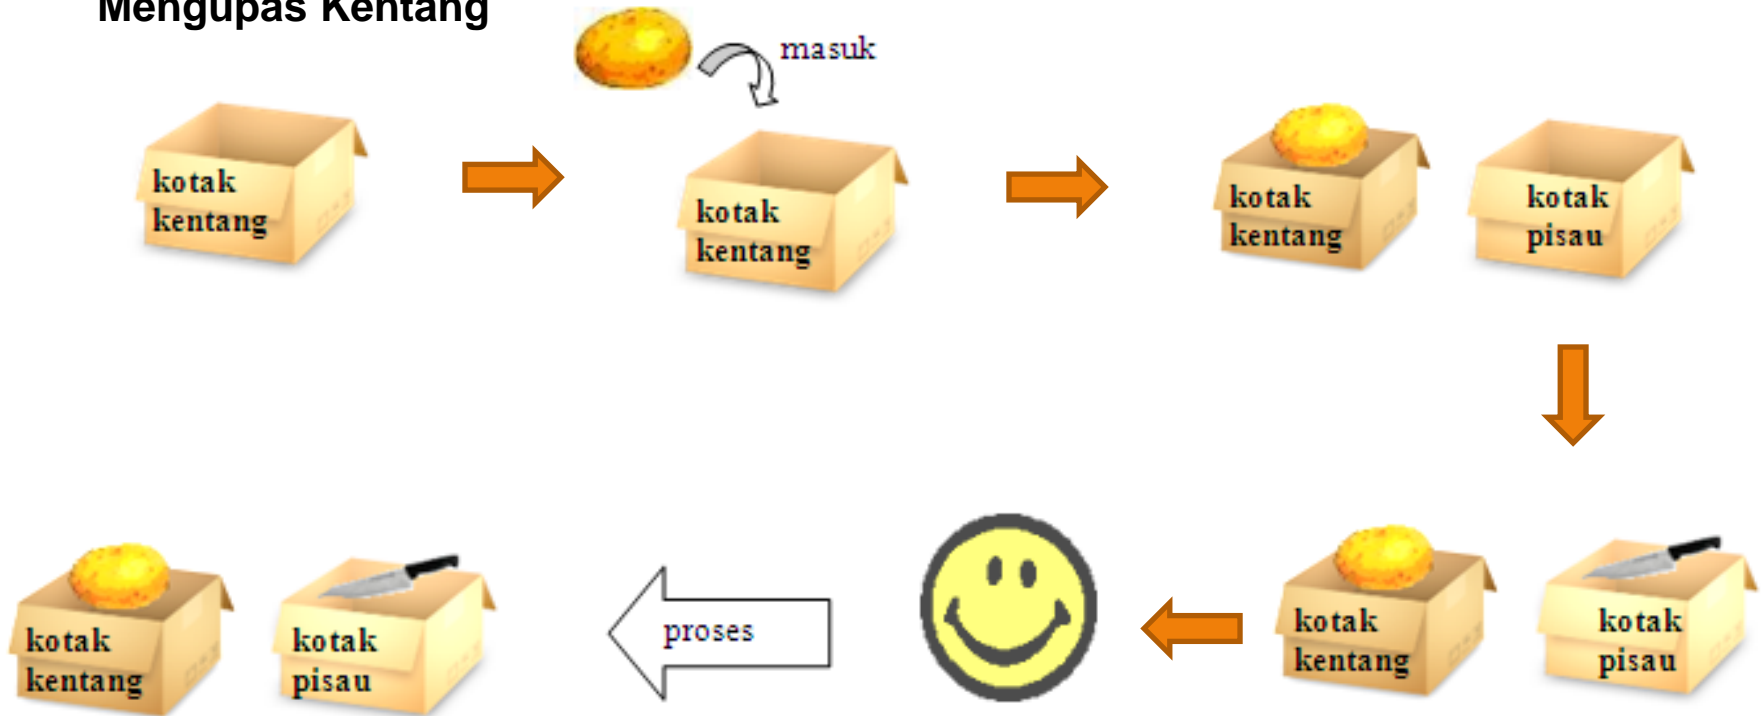 Mengupas Kentang
masuk
kotak
kentang
kotak
kentang
kotak
kentang
kotak
pisau
kotak
kentang
kotak
pisau
proses
kotak
kentang
kotak
pisau